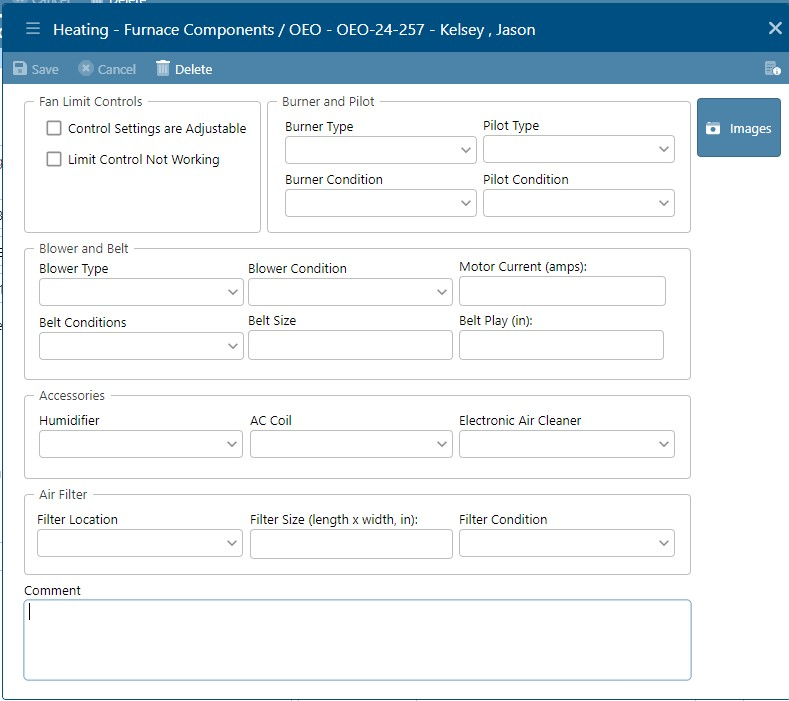 Heating - Furnace Components / OEO - OEO-24-257 - Kelsey , Jason
Save Cancel Delete
Fan Limit Controls
Control Settings are Adjustable
Limit Control Not Working
Burner and Pilot
Burner Type Pilot Type
Burner Condition Pilot Condition
Images
Blower and Belt
Blower Type Blower Condition Motor Current (amps):
Belt Conditions Belt Size Belt Play (in):
Accessories
Humidifier AC Coil Electronic Air Cleaner
Air Filter
Filter Location Filter Size (length x width, in): Filter Condition
Comment